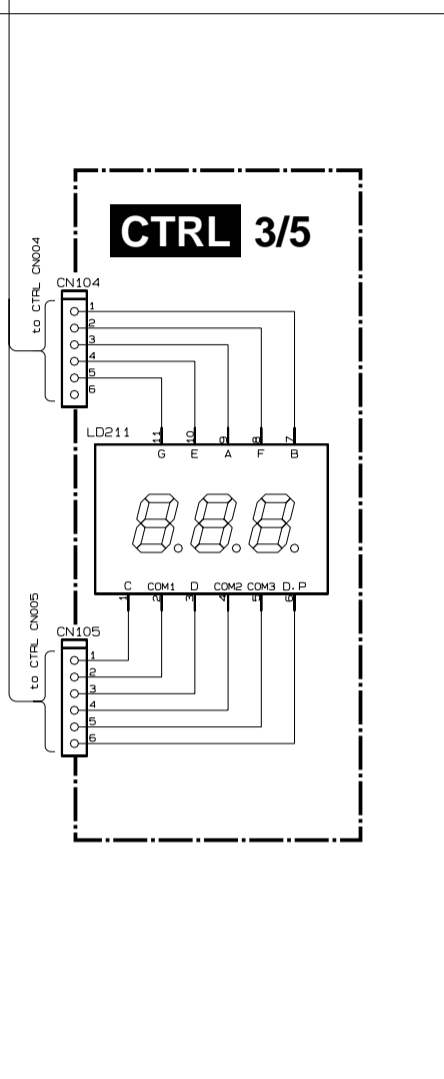 CTRL 3/5
to CTRL CN004
CN104
1
2
3
4
5
6
LD211
11 10 9 8 7
G E A F B
C COM1 D COM2 COM3 D.P
1 2 3 4 5 6
to CTRL CN005
CN105
1
2
3
4
5
6